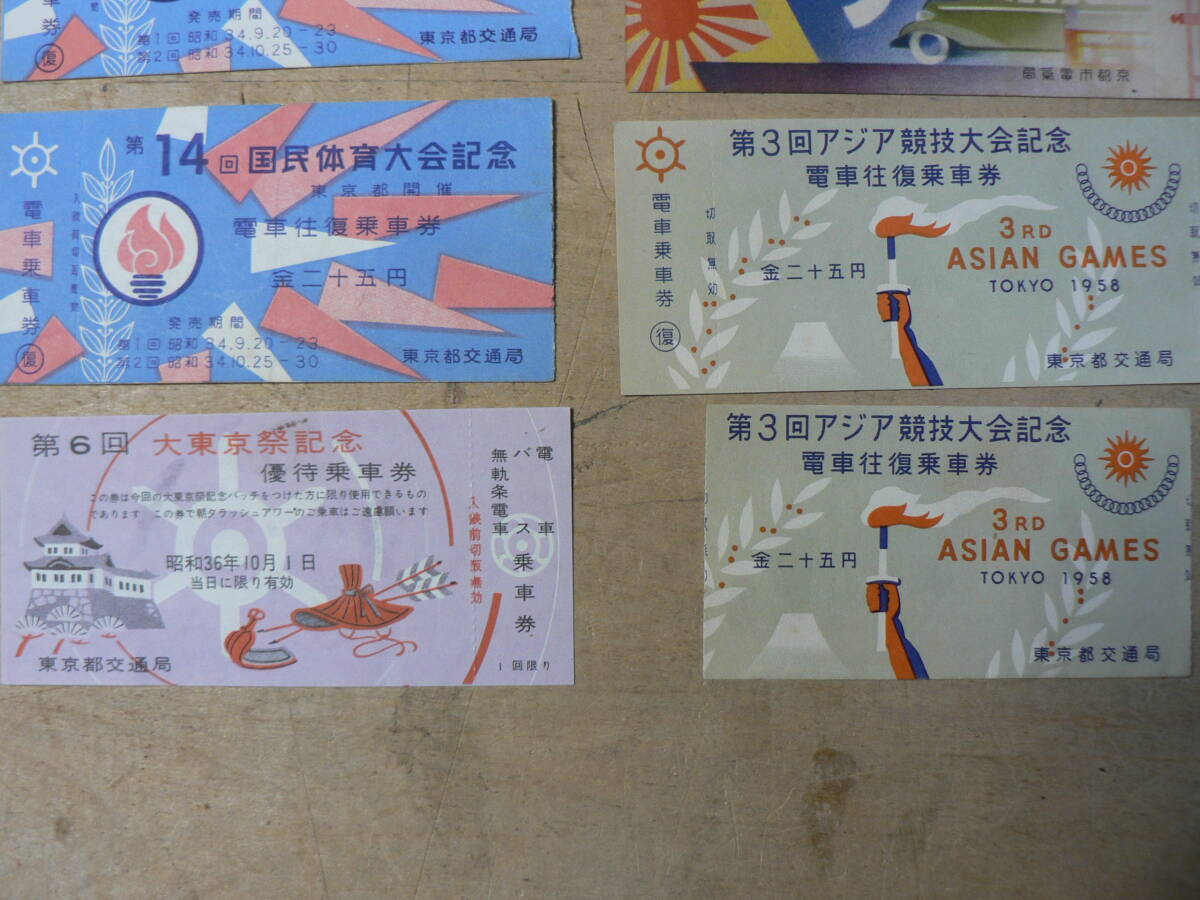 発売期間
第1回昭和34.9.20-23
第2回昭和34.10.25-30
東京都交通局
車券
復
局氣電市都京
第14回国民体育大会記念
東京都開催
電車往復乗車券
金二十五円
発売期間
第1回昭和34.9.20-23
第2回昭和34.10.25-30
東京都交通局
電車乗車券
復
第3回アジア競技大会記念
電車往復乗車券
3RD
ASIAN GAMES
TOKYO 1958
金二十五円
東京都交通局
電車乗車券
復
切取無効
第6回 大東京祭記念
優待乗車券
この券は今回の大東京祭記念バッチをつけた方に限り使用できるもの
であります この券で朝夕ラッシュアワーのご乗車はご遠慮願います
昭和36年10月1日
当日に限り有効
東京都交通局
電車
バス乗車券
無軌条電車
入鋏前切取無効
1回限り
第3回アジア競技大会記念
電車往復乗車券
3RD
ASIAN GAMES
TOKYO 1958
金二十五円
東京都交通局